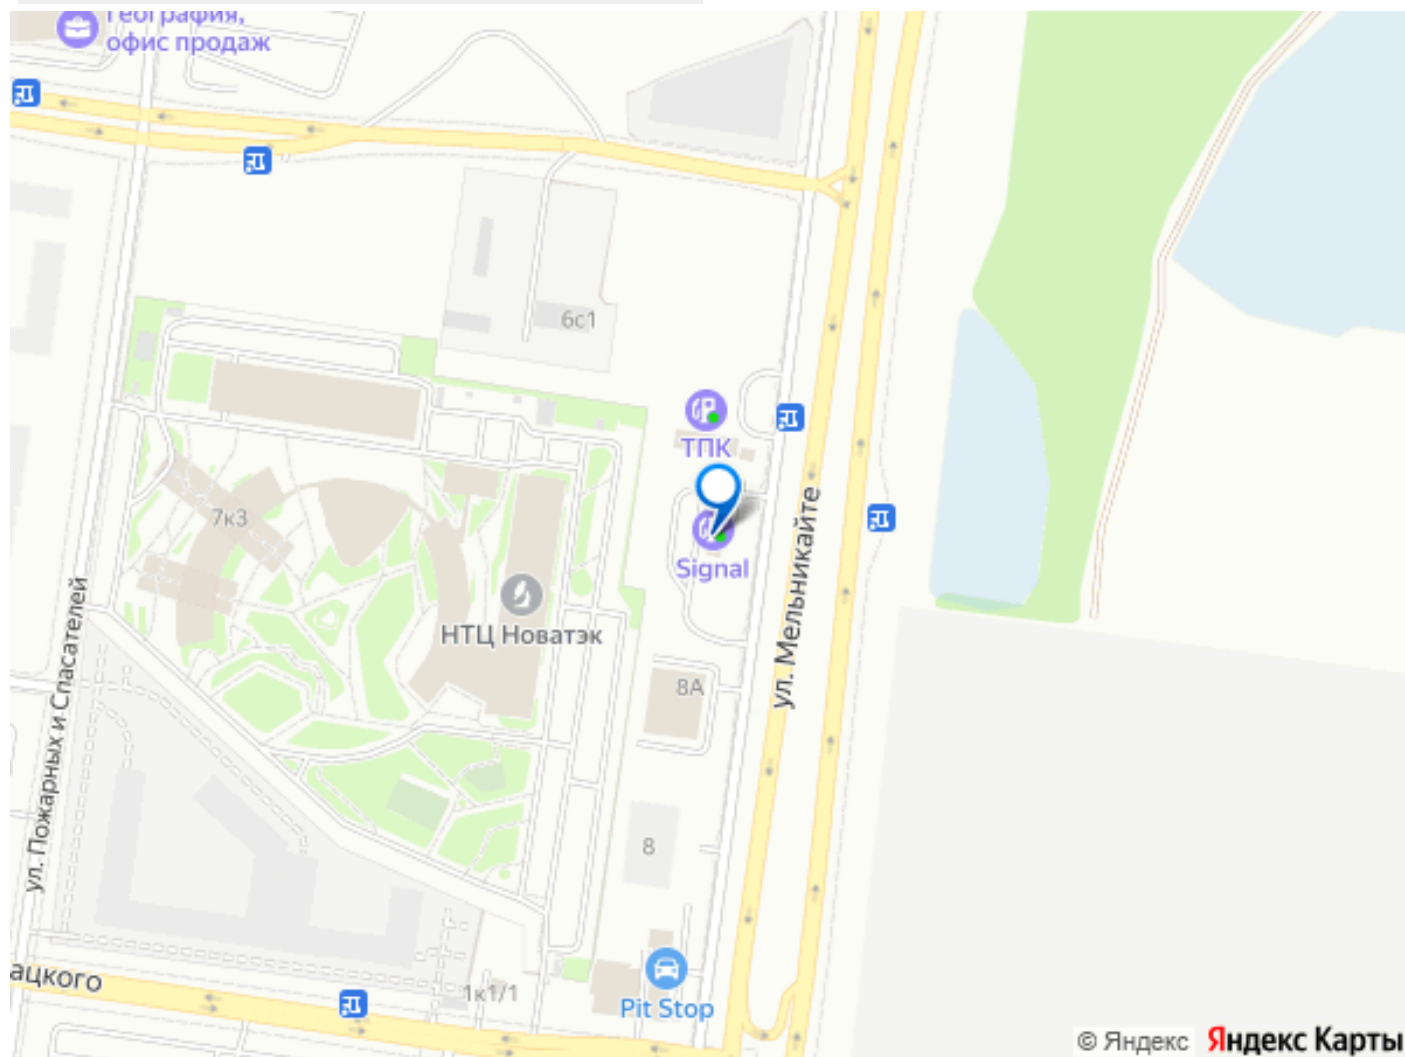 География,
офис продаж
6с1
ТПК
7к3
Signal
НТЦ Новатэк
ул. Мельникайте
ул. Пожарных и Спасателей
8А
8
ацкого
1к1/1
Pit Stop
© Яндекс Яндекс Карты